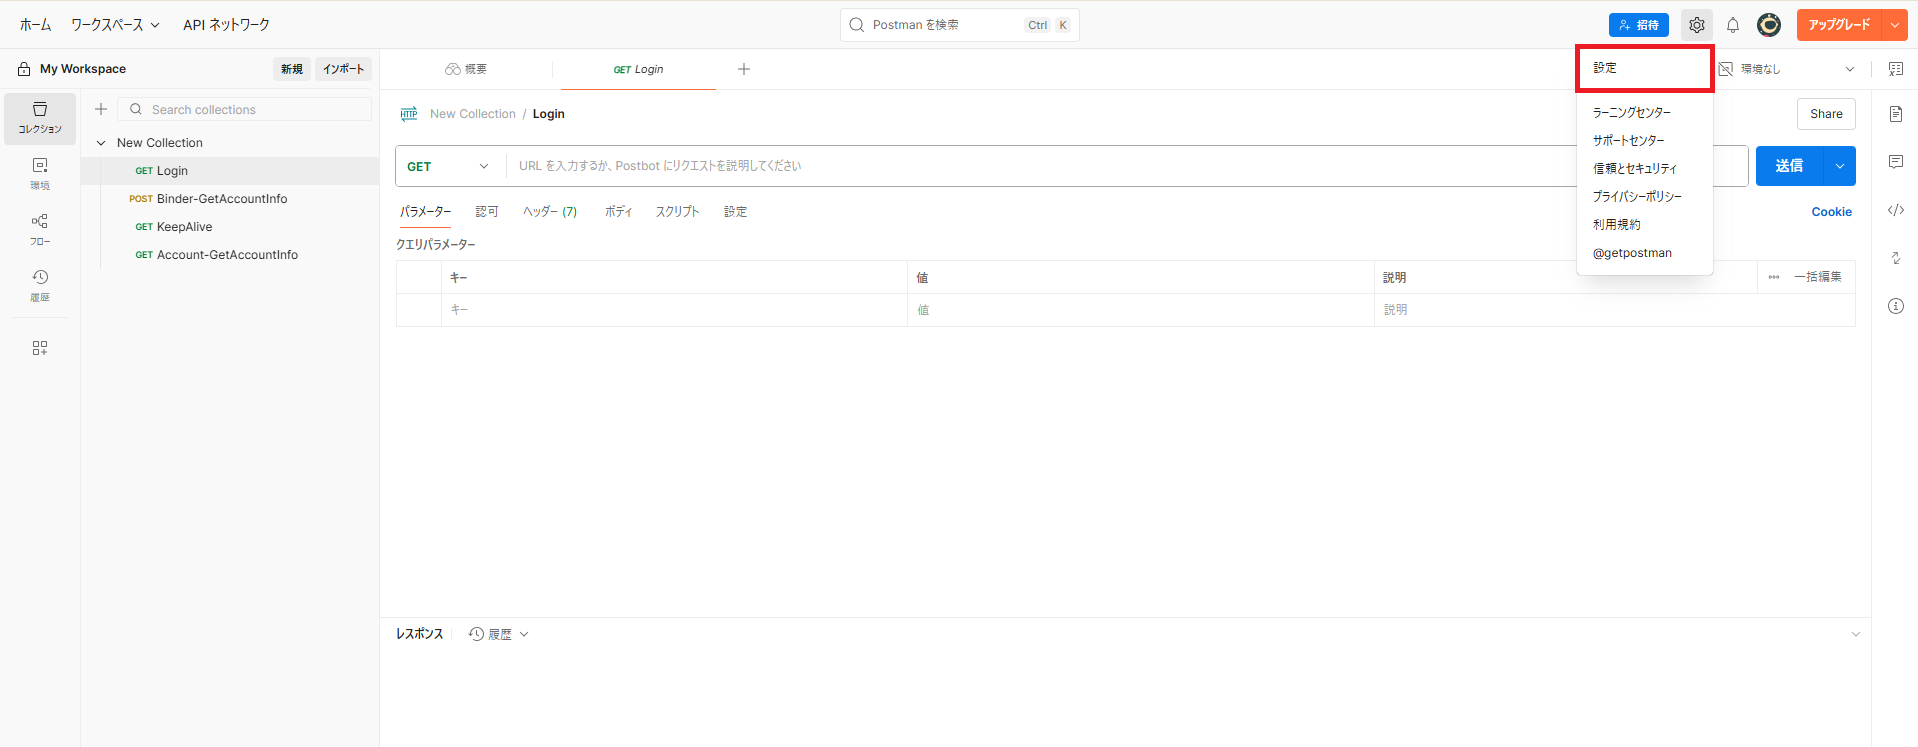 ホーム ワークスペース API ネットワーク Postman を検索 Ctrl K 招待 アップグレード
My Workspace 新規 インポート 概要 GET Login 設定 環境なし
コレクション Search collections
環境
フロー
履歴
New Collection
GET Login
POST Binder-GetAccountInfo
GET KeepAlive
GET Account-GetAccountInfo
HTTP New Collection / Login Share
GET URL を入力するか、Postbot にリクエストを説明してください 送信
パラメーター 認可 ヘッダー (7) ボディ スクリプト 設定 Cookie
クエリパラメーター
キー 値 説明 一括編集
キー 値 説明
ラーニングセンター
サポートセンター
信頼とセキュリティ
プライバシーポリシー
利用規約
@getpostman
レスポンス 履歴